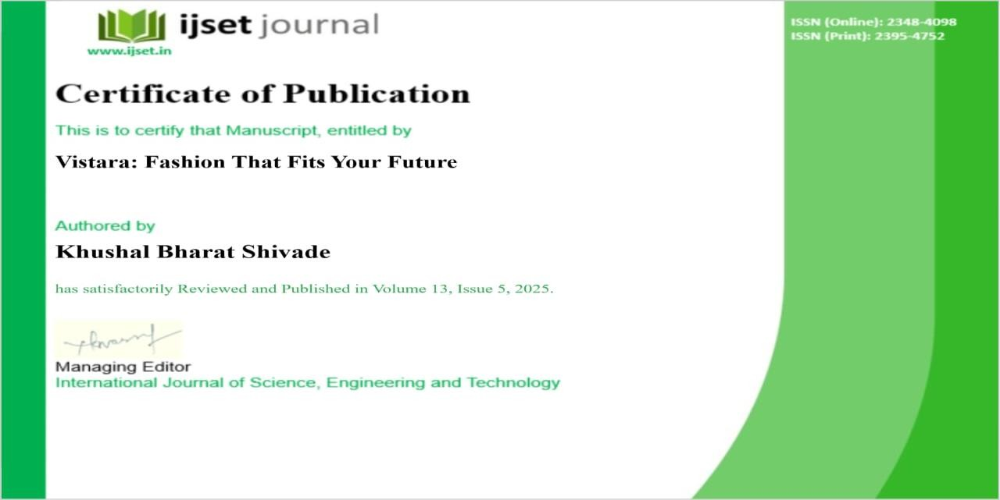 ijset journal
www.ijset.in
ISSN (Online): 2348-4098
ISSN (Print): 2395-4752
Certificate of Publication
This is to certify that Manuscript, entitled by
Vistara: Fashion That Fits Your Future
Authored by
Khushal Bharat Shivade
has satisfactorily Reviewed and Published in Volume 13, Issue 5, 2025.
Managing Editor
International Journal of Science, Engineering and Technology